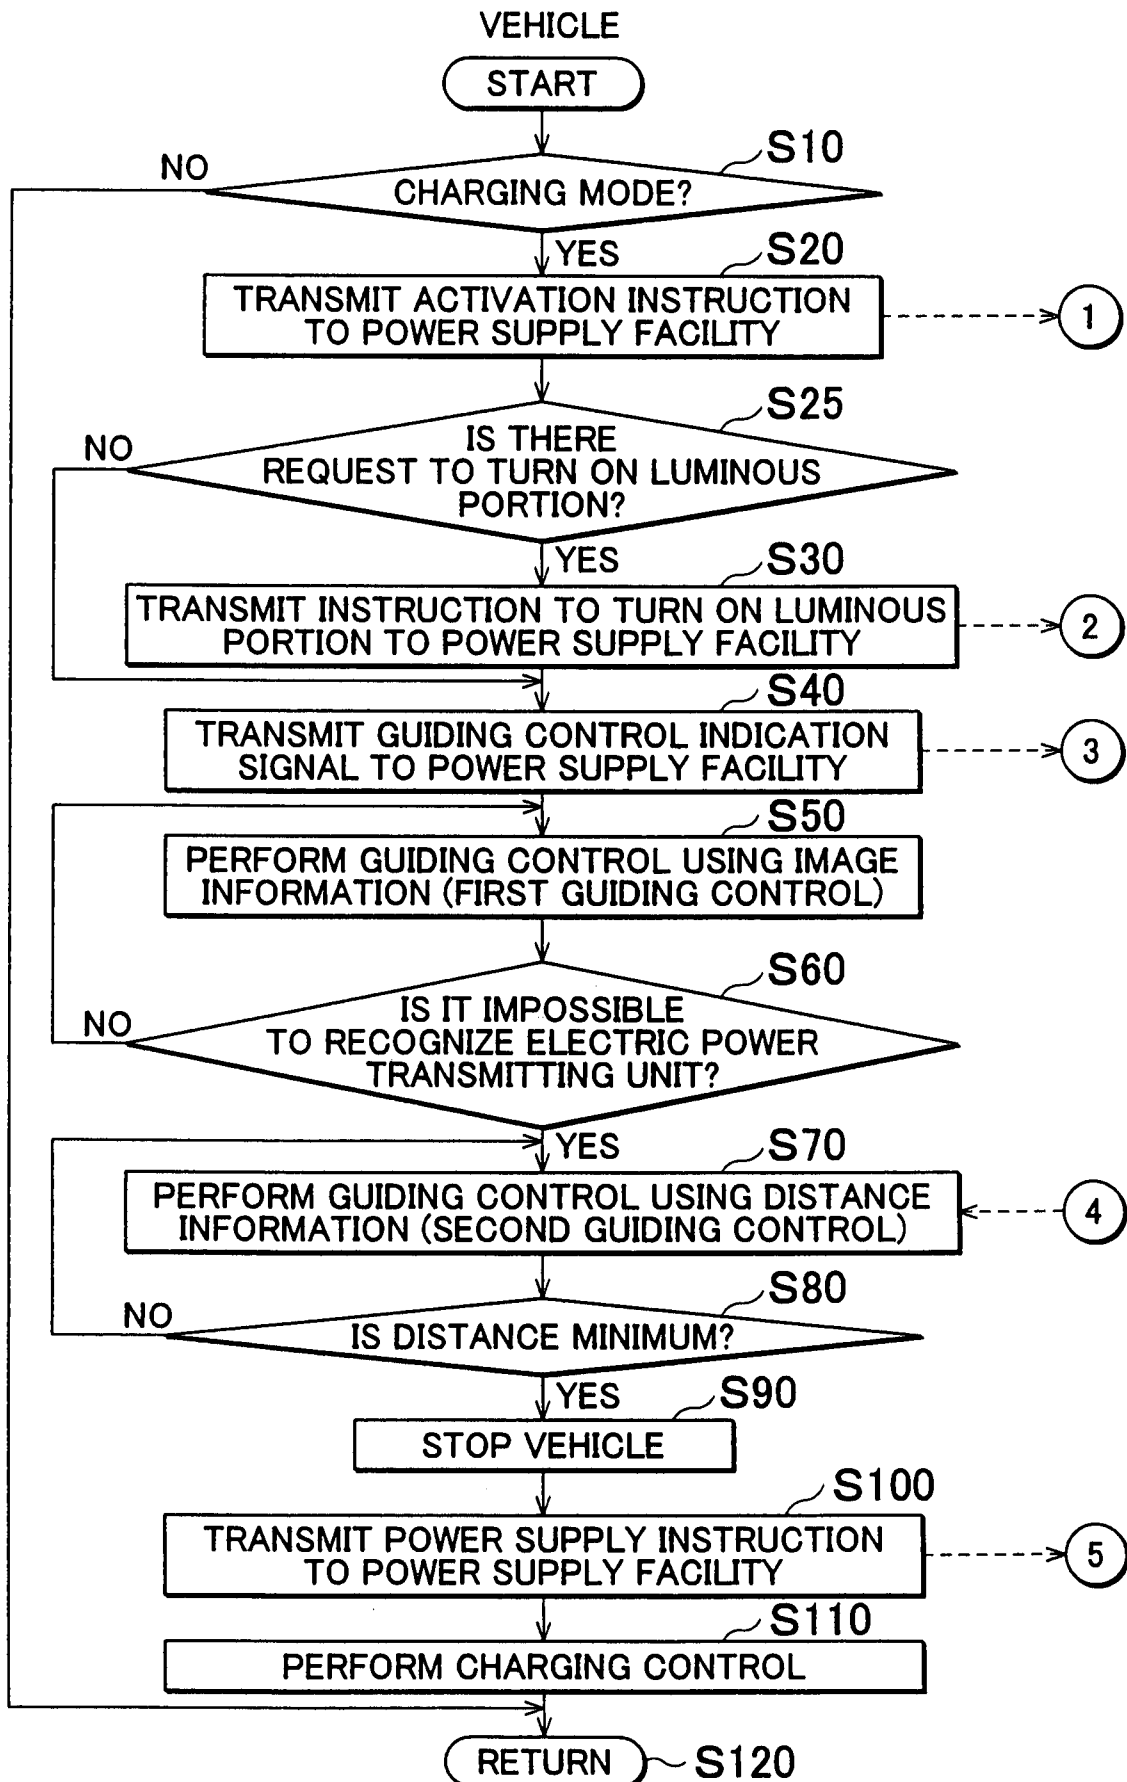 VEHICLE
START
S10
NO
CHARGING MODE?
YES
S20
TRANSMIT ACTIVATION INSTRUCTION
TO POWER SUPPLY FACILITY
1
S25
NO
IS THERE
REQUEST TO TURN ON LUMINOUS
PORTION?
YES
S30
TRANSMIT INSTRUCTION TO TURN ON LUMINOUS
PORTION TO POWER SUPPLY FACILITY
2
S40
TRANSMIT GUIDING CONTROL INDICATION
SIGNAL TO POWER SUPPLY FACILITY
3
S50
PERFORM GUIDING CONTROL USING IMAGE
INFORMATION (FIRST GUIDING CONTROL)
S60
NO
IS IT IMPOSSIBLE
TO RECOGNIZE ELECTRIC POWER
TRANSMITTING UNIT?
YES
S70
PERFORM GUIDING CONTROL USING DISTANCE
INFORMATION (SECOND GUIDING CONTROL)
4
S80
NO
IS DISTANCE MINIMUM?
YES
S90
STOP VEHICLE
S100
TRANSMIT POWER SUPPLY INSTRUCTION
TO POWER SUPPLY FACILITY
5
S110
PERFORM CHARGING CONTROL
RETURN
S120